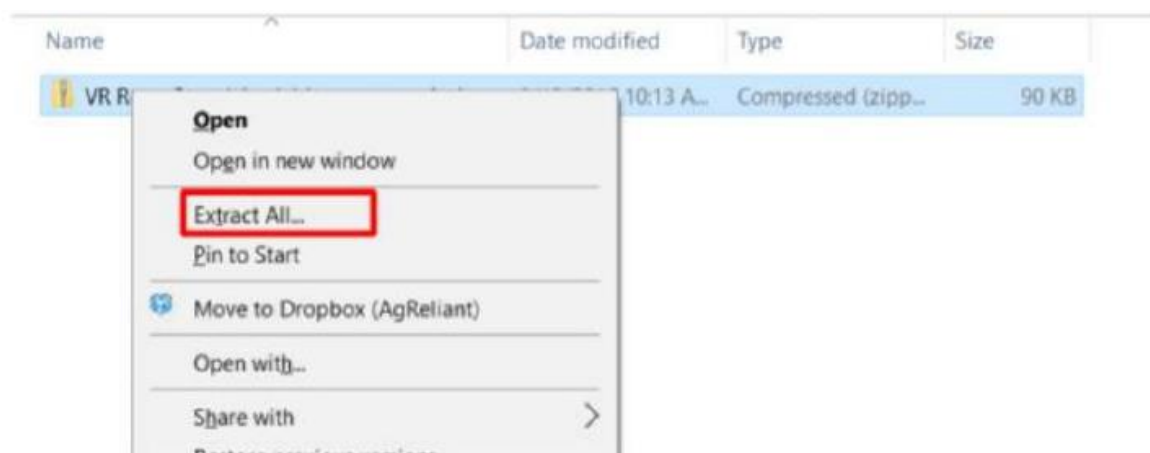 Name Date modified Type Size
VR R 10:13 A... Compressed (zipp... 90 KB
Open
Open in new window
Extract All...
Pin to Start
Move to Dropbox (AgReliant)
Open with...
Share with